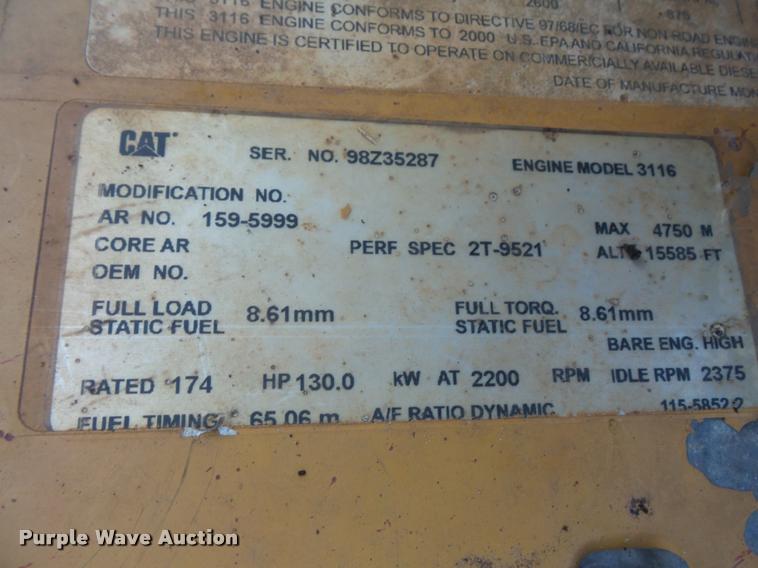 3116 ENGINE CONFORMS TO DIRECTIVE 97/68/EC FOR NON ROAD ENGIN
THIS 3116 ENGINE CONFORMS TO 2000 U.S. EPA AND CALIFORNIA REGULATI
THIS ENGINE IS CERTIFIED TO OPERATE ON COMMERCIALLY AVAILABLE DIESE
DATE OF MANUFACTURE MON
CAT SER. NO. 98Z35287 ENGINE MODEL 3116
MODIFICATION NO.
AR NO. 159-5999 MAX 4750 M
CORE AR PERF SPEC 2T-9521 ALT 15585 FT
OEM NO.
FULL LOAD 8.61mm FULL TORQ. 8.61mm
STATIC FUEL STATIC FUEL
BARE ENG. HIGH
RATED 174 HP 130.0 kW AT 2200 RPM IDLE RPM 2375
FUEL TIMING 65.06 m A/F RATIO DYNAMIC 115-5852
Purple Wave Auction